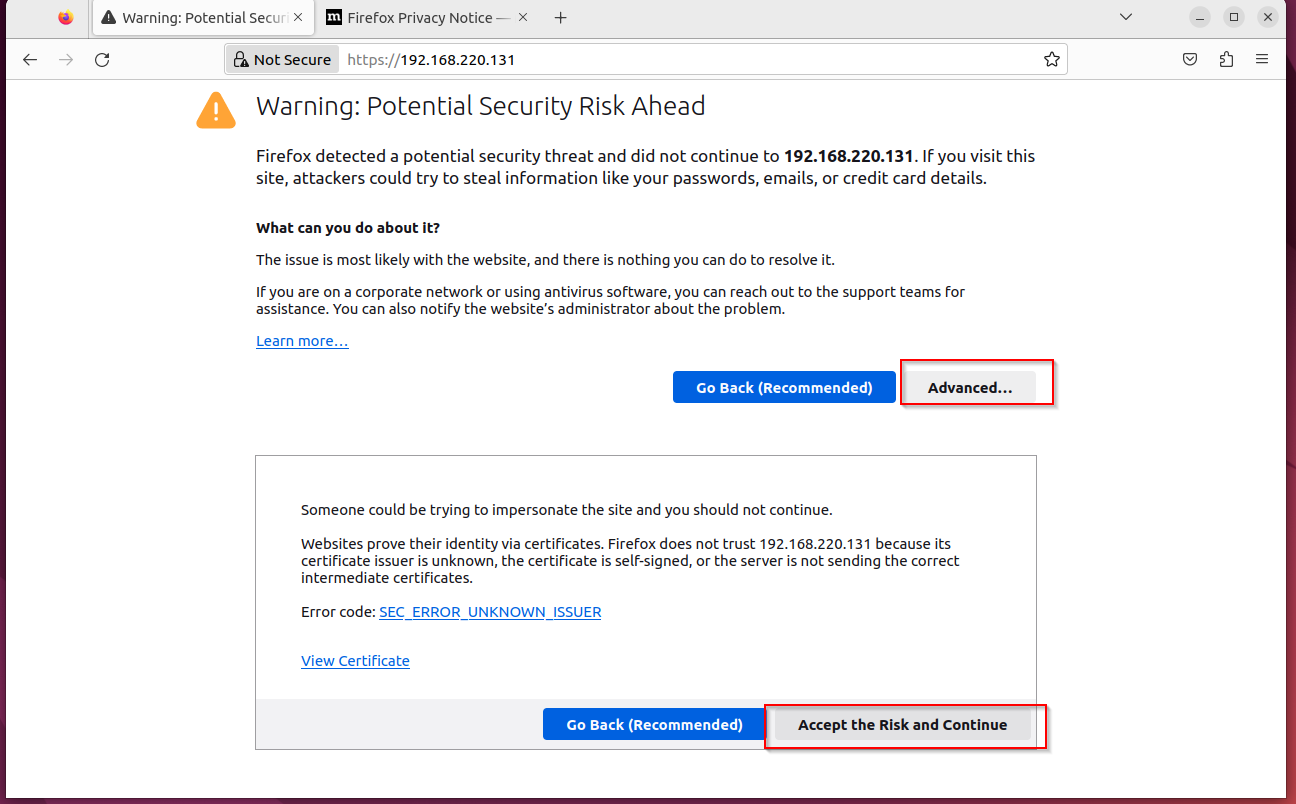 Warning: Potential Securi
Firefox Privacy Notice —
Not Secure
https://192.168.220.131
Warning: Potential Security Risk Ahead
Firefox detected a potential security threat and did not continue to 192.168.220.131. If you visit this
site, attackers could try to steal information like your passwords, emails, or credit card details.
What can you do about it?
The issue is most likely with the website, and there is nothing you can do to resolve it.
If you are on a corporate network or using antivirus software, you can reach out to the support teams for
assistance. You can also notify the website’s administrator about the problem.
Learn more…
Go Back (Recommended)
Advanced…
Someone could be trying to impersonate the site and you should not continue.
Websites prove their identity via certificates. Firefox does not trust 192.168.220.131 because its
certificate issuer is unknown, the certificate is self-signed, or the server is not sending the correct
intermediate certificates.
Error code: SEC_ERROR_UNKNOWN_ISSUER
View Certificate
Go Back (Recommended)
Accept the Risk and Continue